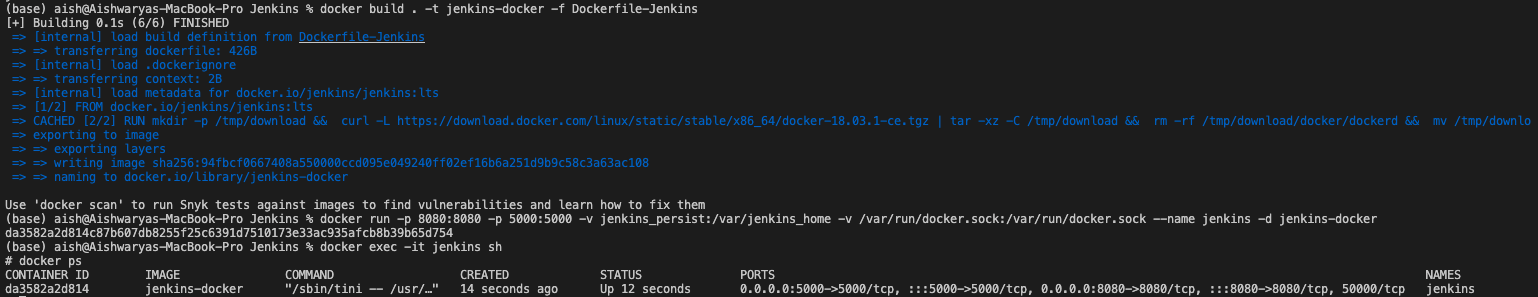 (base) aish@Aishwaryas-MacBook-Pro Jenkins % docker build . -t jenkins-docker -f Dockerfile-Jenkins
[+] Building 0.1s (6/6) FINISHED
=> [internal] load build definition from Dockerfile-Jenkins
=> => transferring dockerfile: 426B
=> [internal] load .dockerignore
=> => transferring context: 2B
=> [internal] load metadata for docker.io/jenkins/jenkins:lts
=> [1/2] FROM docker.io/jenkins/jenkins:lts
=> CACHED [2/2] RUN mkdir -p /tmp/download &&  curl -L https://download.docker.com/linux/static/stable/x86_64/docker-18.03.1-ce.tgz | tar -xz -C /tmp/download &&  rm -rf /tmp/download/docker/dockerd &&  mv /tmp/downlo
=> exporting to image
=> => exporting layers
=> => writing image sha256:94fbcf0667408a550000ccd095e049240ff02ef16b6a251d9b9c58c3a63ac108
=> => naming to docker.io/library/jenkins-docker
Use 'docker scan' to run Snyk tests against images to find vulnerabilities and learn how to fix them
(base) aish@Aishwaryas-MacBook-Pro Jenkins % docker run -p 8080:8080 -p 5000:5000 -v jenkins_persist:/var/jenkins_home -v /var/run/docker.sock:/var/run/docker.sock --name jenkins -d jenkins-docker
da3582a2d814c87b607db8255f25c6391d7510173e33ac935afcb8b39b65d754
(base) aish@Aishwaryas-MacBook-Pro Jenkins % docker exec -it jenkins sh
# docker ps
CONTAINER ID IMAGE COMMAND CREATED STATUS PORTS NAMES
da3582a2d814 jenkins-docker "/sbin/tini -- /usr/…" 14 seconds ago Up 12 seconds 0.0.0.0:5000->5000/tcp, :::5000->5000/tcp, 0.0.0.0:8080->8080/tcp, :::8080->8080/tcp, 50000/tcp jenkins